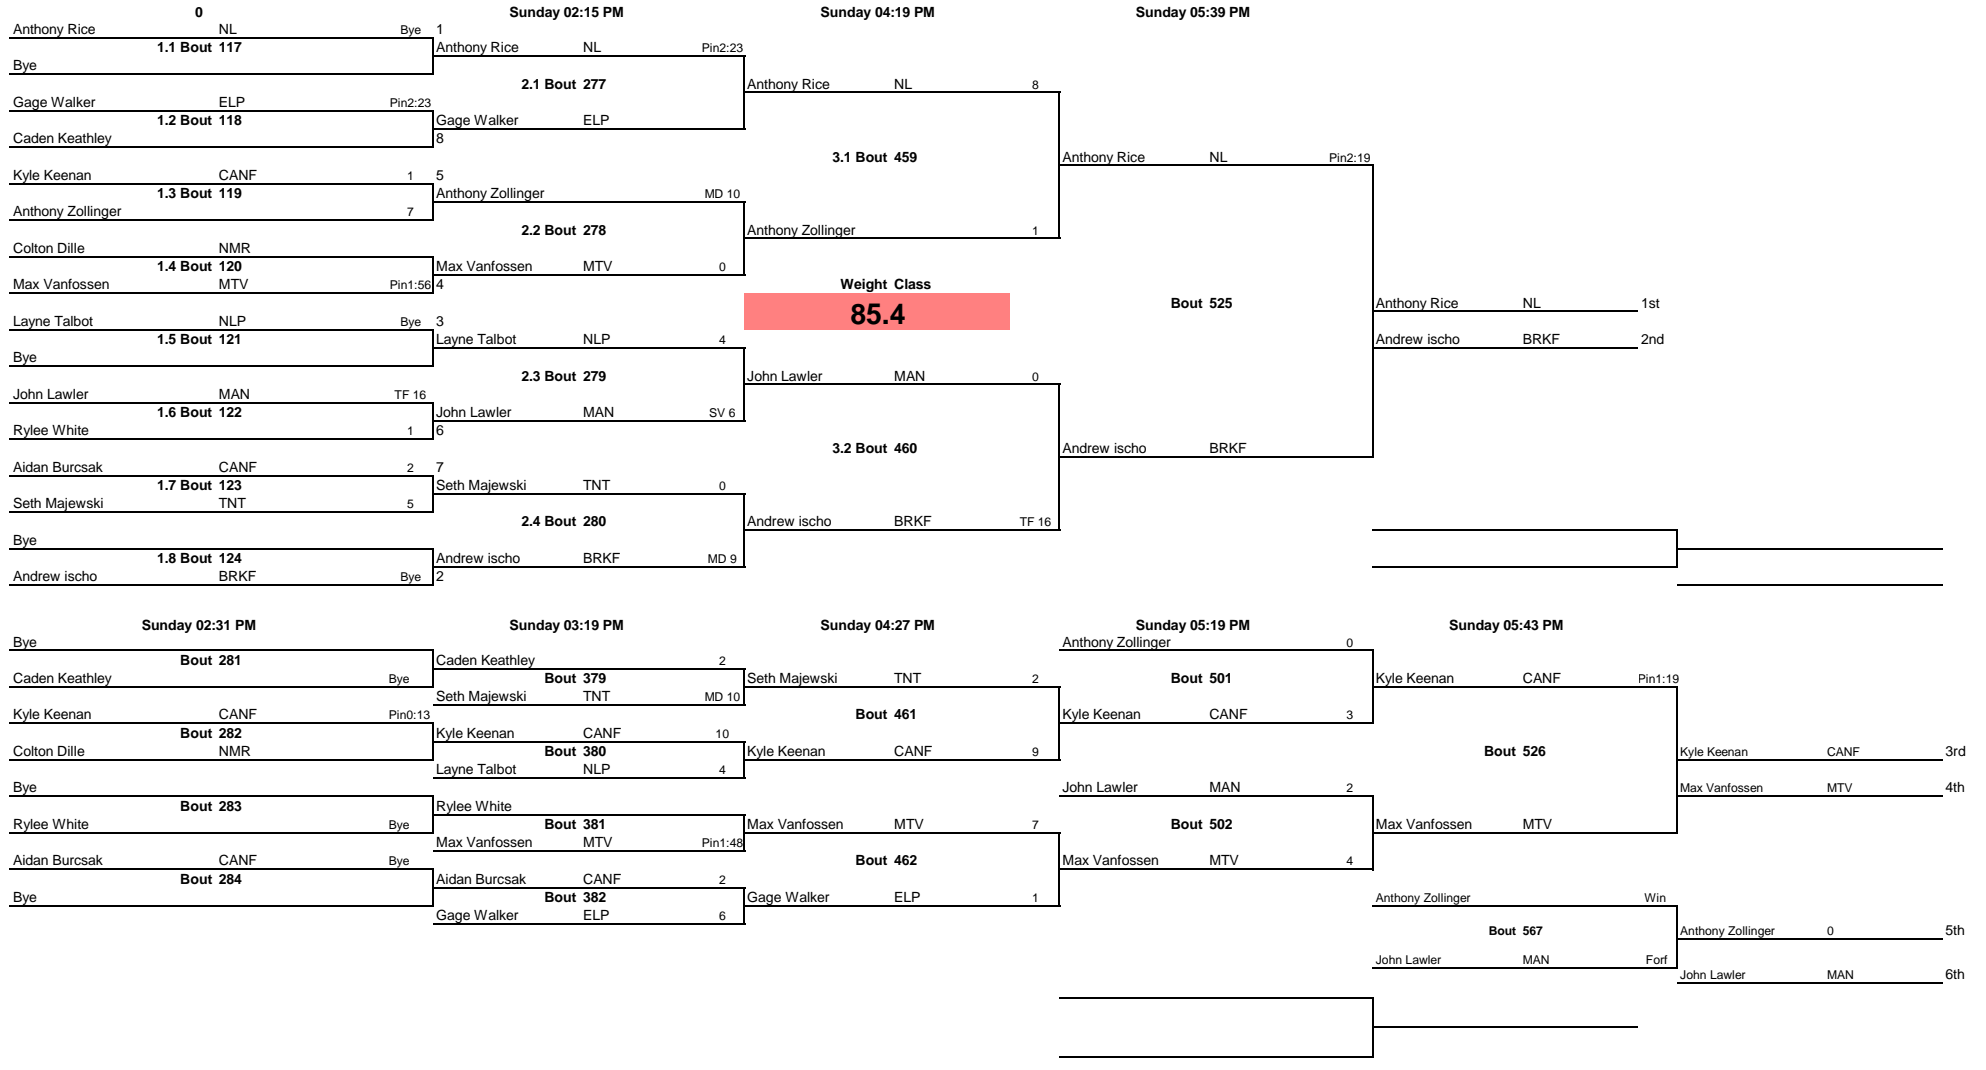 0 Sunday 02:15 PM Sunday 04:19 PM Sunday 05:39 PM
Anthony Rice NL Bye 1
1.1 Bout 117 Anthony Rice NL Pin2:23
Bye
2.1 Bout 277 Anthony Rice NL 8
Gage Walker ELP Pin2:23
1.2 Bout 118 Gage Walker ELP
Caden Keathley 8
3.1 Bout 459 Anthony Rice NL Pin2:19
Kyle Keenan CANF 1 5
1.3 Bout 119 Anthony Zollinger MD 10
Anthony Zollinger 7
2.2 Bout 278 Anthony Zollinger 1
Colton Dille NMR
1.4 Bout 120 Max Vanfossen MTV 0
Max Vanfossen MTV Pin1:56 4 Weight Class
Bout 525 Anthony Rice NL 1st
85.4
Layne Talbot NLP Bye 3
1.5 Bout 121 Layne Talbot NLP 4 Andrew ischo BRKF 2nd
Bye
2.3 Bout 279 John Lawler MAN 0
John Lawler MAN TF 16
1.6 Bout 122 John Lawler MAN SV 6
Rylee White 1 6
3.2 Bout 460 Andrew ischo BRKF
Aidan Burcsak CANF 2 7
1.7 Bout 123 Seth Majewski TNT 0
Seth Majewski TNT 5
2.4 Bout 280 Andrew ischo BRKF TF 16
Bye
1.8 Bout 124 Andrew ischo BRKF MD 9
Andrew ischo BRKF Bye 2
Sunday 02:31 PM Sunday 03:19 PM Sunday 04:27 PM Sunday 05:19 PM Sunday 05:43 PM
Bye Anthony Zollinger 0
Bout 281 Caden Keathley 2
Caden Keathley Bye Bout 379 Seth Majewski TNT 2 Bout 501 Kyle Keenan CANF Pin1:19
Seth Majewski TNT MD 10
Kyle Keenan CANF Pin0:13 Bout 461 Kyle Keenan CANF 3
Bout 282 Kyle Keenan CANF 10
Colton Dille NMR Bout 380 Kyle Keenan CANF 9 Bout 526 Kyle Keenan CANF 3rd
Layne Talbot NLP 4
Bye John Lawler MAN 2 Max Vanfossen MTV 4th
Bout 283 Rylee White
Rylee White Bye Bout 381 Max Vanfossen MTV 7 Bout 502 Max Vanfossen MTV
Max Vanfossen MTV Pin1:48
Aidan Burcsak CANF Bye Bout 462 Max Vanfossen MTV 4
Bout 284 Aidan Burcsak CANF 2
Bye Bout 382 Gage Walker ELP 1 Anthony Zollinger Win
Gage Walker ELP 6
Bout 567 Anthony Zollinger 0 5th
John Lawler MAN Forf
John Lawler MAN 6th